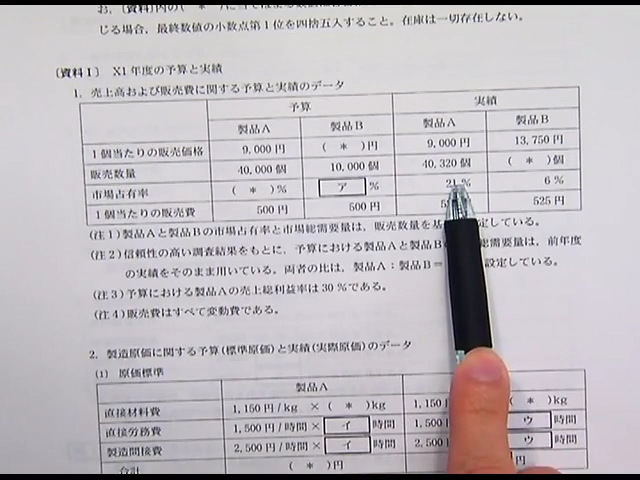 お、〔資料〕内の(＊)に
じる場合、最終数値の小数点第1位を四捨五入すること。在庫は一切存在しない。
〔資料Ⅰ〕 X1年度の予算と実績
1. 売上高および販売費に関する予算と実績のデータ
予算 実績
製品A 製品B 製品A 製品B
1個当たりの販売価格 9,000円 (＊)円 9,000円 13,750円
販売数量 40,000個 10,000個 40,320個 (＊)個
市場占有率 (＊)% ア % 21% 6%
1個当たりの販売費 500円 500円 525円
(注1) 製品Aと製品Bの市場占有率と市場総需要量は、販売数量を 定している。
(注2) 信頼性の高い調査結果をもとに、予算における製品Aと製品B 総需要量は、前年度
の実績をそのまま用いている。両者の比は、製品A：製品B＝ 設定している。
(注3) 予算における製品Aの売上総利益率は30％である。
(注4) 販売費はすべて変動費である。
2. 製造原価に関する予算(標準原価)と実績(実際原価)のデータ
(1) 原価標準
製品A
直接材料費 1,150円/kg × (＊)kg 1,15 (＊)kg
直接労務費 1,500円/時間 × イ 時間 1,50 ウ 時間
製造間接費 2,500円/時間 × イ 時間 2,50 ウ 時間
合計 (＊)円 円